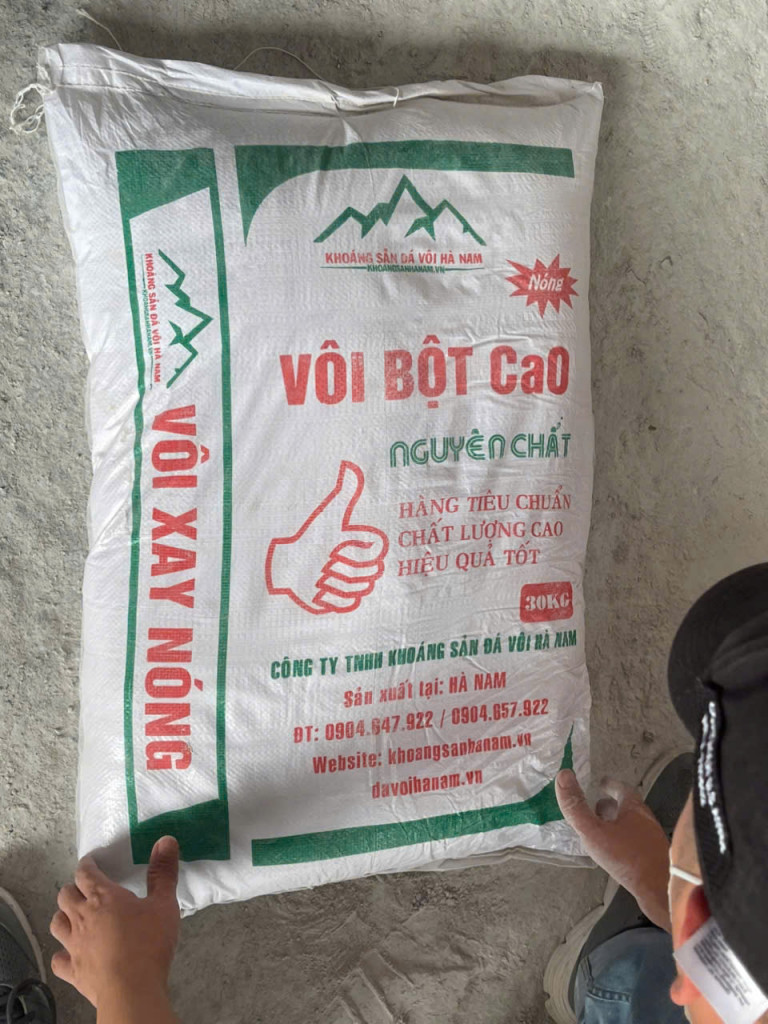 KHOÁNG SẢN ĐÁ VÔI HÀ NAM
KHOANGSANHANAM.VN
Nóng
VÔI BỘT CaO
NGUYÊN CHẤT
HÀNG TIÊU CHUẨN
CHẤT LƯỢNG CAO
HIỆU QUẢ TỐT
30KG
CÔNG TY TNHH KHOÁNG SẢN ĐÁ VÔI HÀ NAM
Sản xuất tại: HÀ NAM
ĐT: 0904.647.922 / 0904.657.922
Website: khoangsanhanam.vn
davoihanam.vn
KHOÁNG SẢN ĐÁ VÔI HÀ NAM
KHOANGSANHANAM.VN
VÔI XAY NÓNG